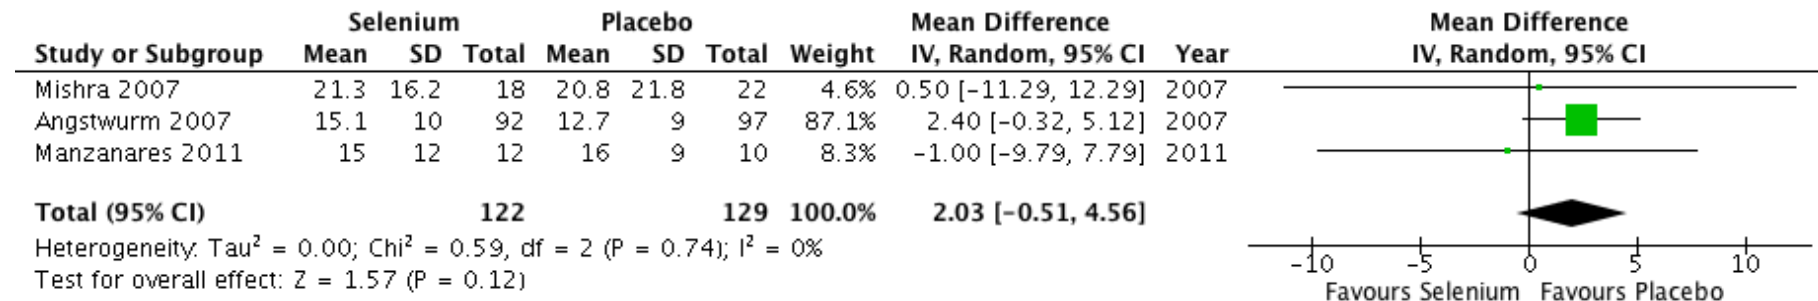 Selenium Placebo Mean Difference Mean Difference
Study or Subgroup Mean SD Total Mean SD Total Weight IV, Random, 95% CI Year IV, Random, 95% CI
Mishra 2007 21.3 16.2 18 20.8 21.8 22 4.6% 0.50 [−11.29, 12.29] 2007
Angstwurm 2007 15.1 10 92 12.7 9 97 87.1% 2.40 [−0.32, 5.12] 2007
Manzanares 2011 15 12 12 16 9 10 8.3% −1.00 [−9.79, 7.79] 2011
Total (95% CI) 122 129 100.0% 2.03 [−0.51, 4.56]
Heterogeneity: Tau² = 0.00; Chi² = 0.59, df = 2 (P = 0.74); I² = 0%
Test for overall effect: Z = 1.57 (P = 0.12)
−10 −5 0 5 10
Favours Selenium Favours Placebo